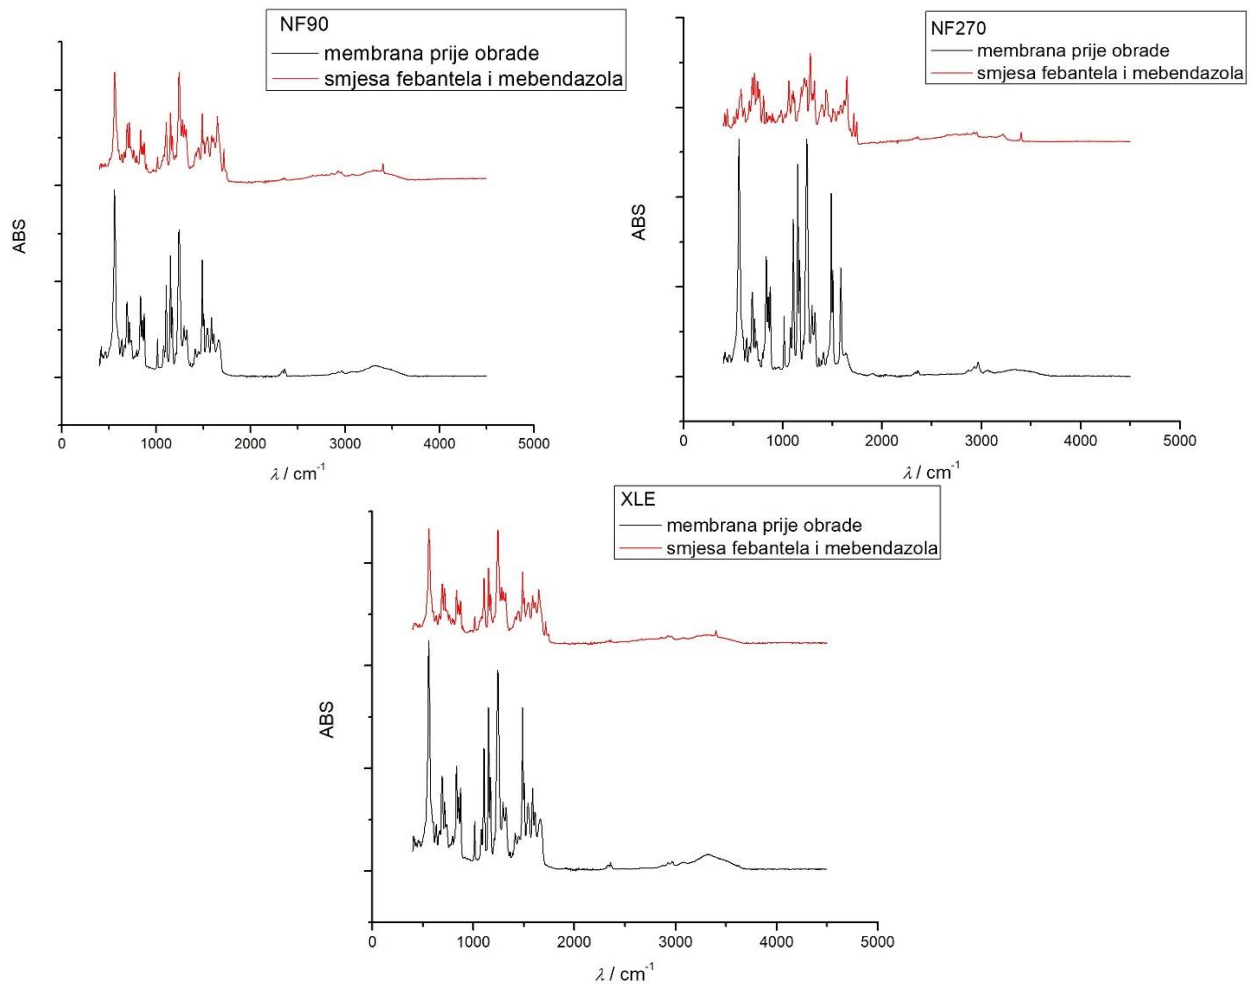 NF90
membrana prije obrade
smjesa febantela i mebendazola
ABS
0 1000 2000 3000 4000 5000
λ / cm⁻¹
NF270
membrana prije obrade
smjesa febantela i mebendazola
ABS
0 1000 2000 3000 4000 5000
λ / cm⁻¹
XLE
membrana prije obrade
smjesa febantela i mebendazola
ABS
0 1000 2000 3000 4000 5000
λ / cm⁻¹